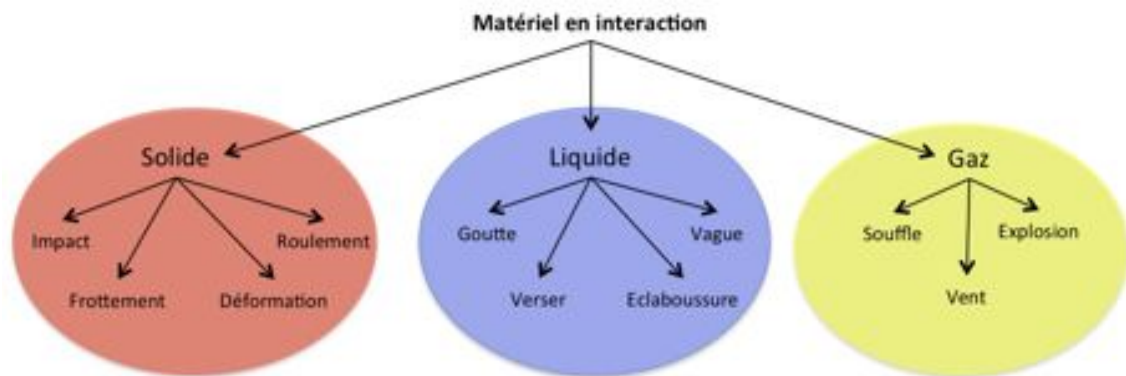 Matériel en interaction
Solide
Impact
Roulement
Frottement
Déformation
Liquide
Goutte
Vague
Verser
Eclaboussure
Gaz
Souffle
Explosion
Vent